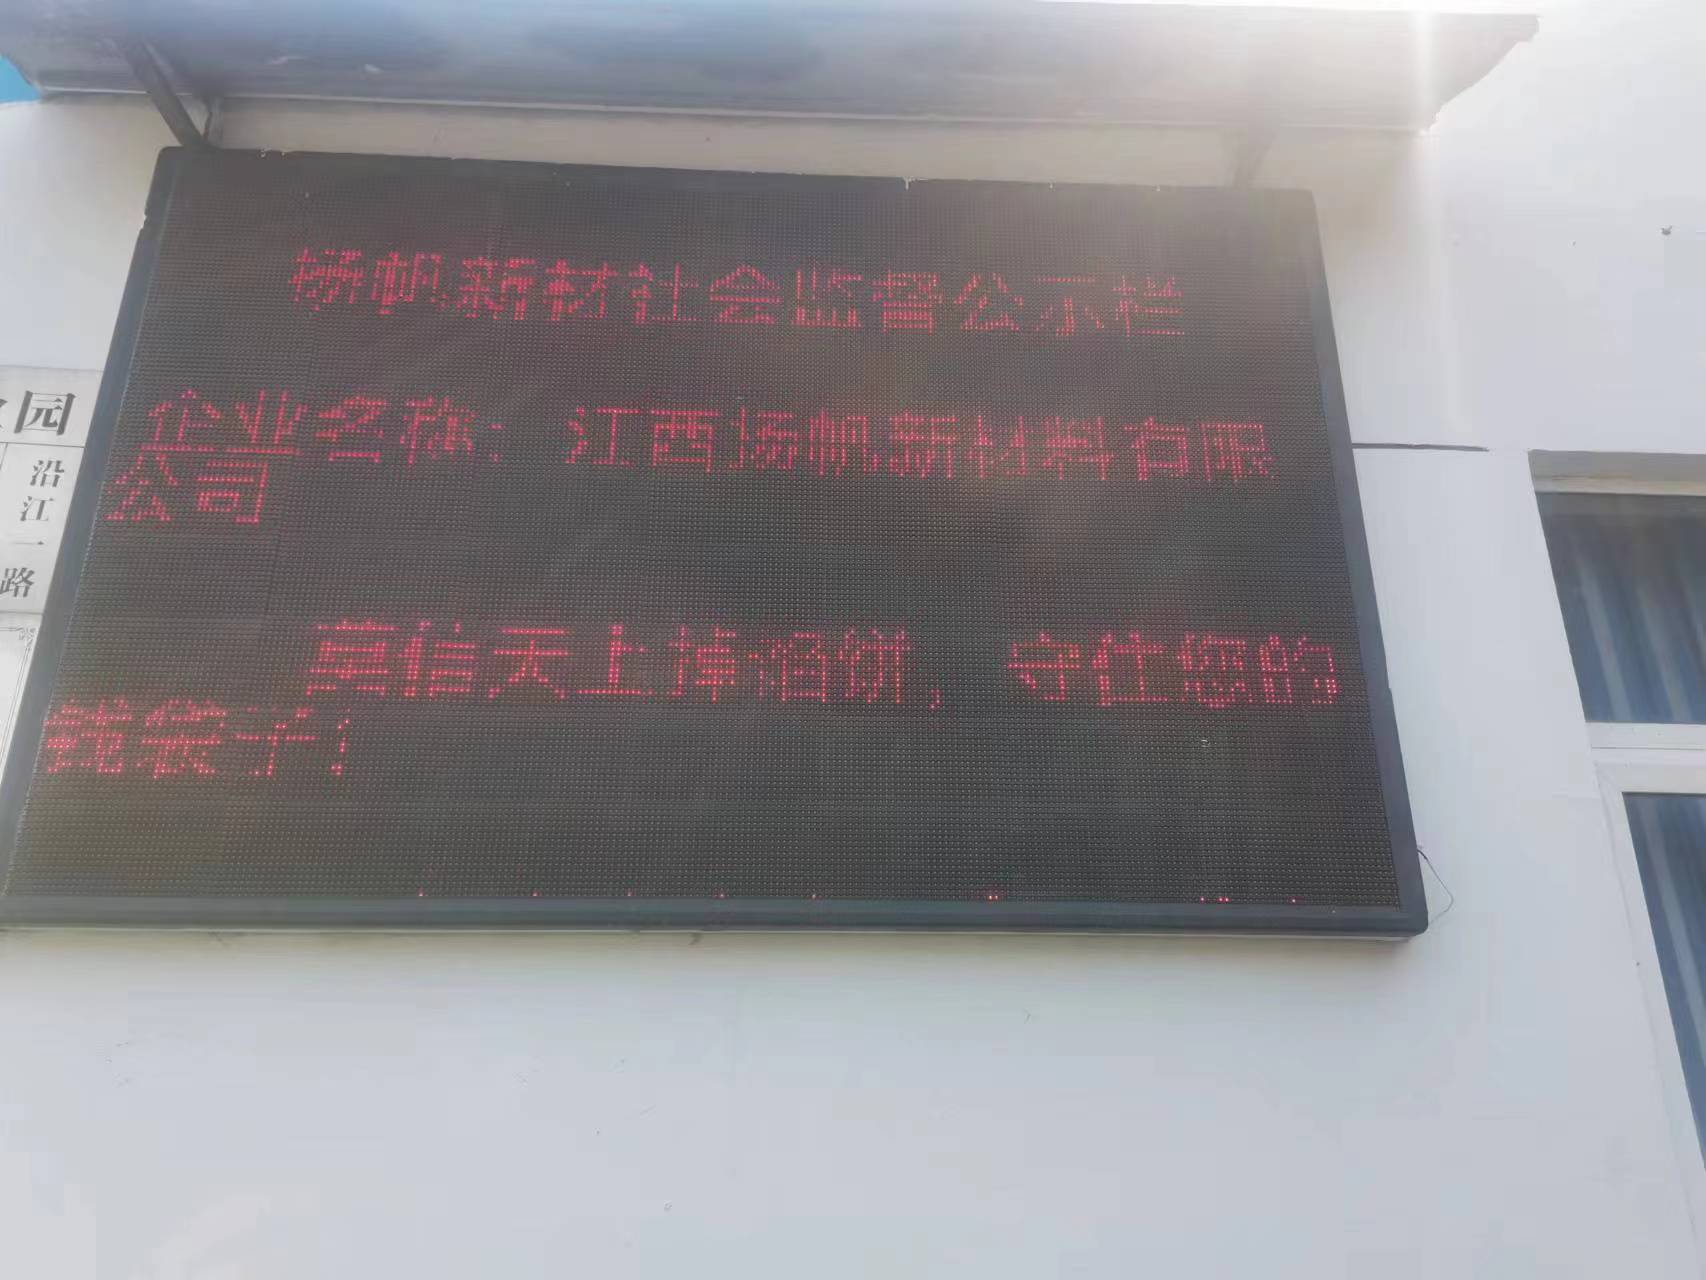 扬帆新材社会监督公示栏
企业名称：江西扬帆新材料有限
公司
莫信天上掉馅饼，守住您的
钱袋子！
园
沿江一路